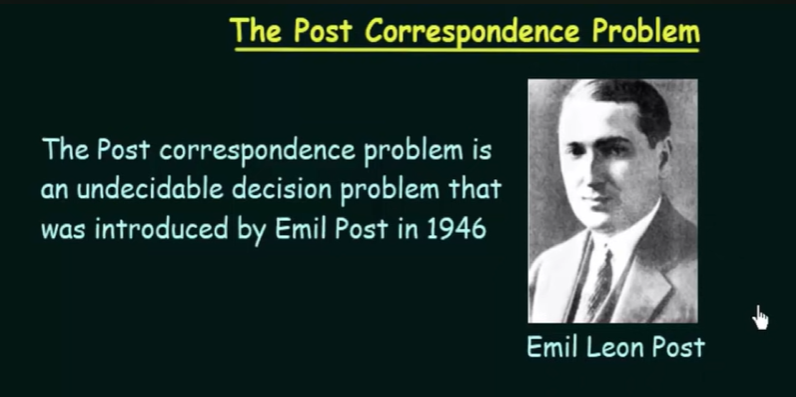 The Post Correspondence Problem
The Post correspondence problem is
an undecidable decision problem that
was introduced by Emil Post in 1946
Emil Leon Post